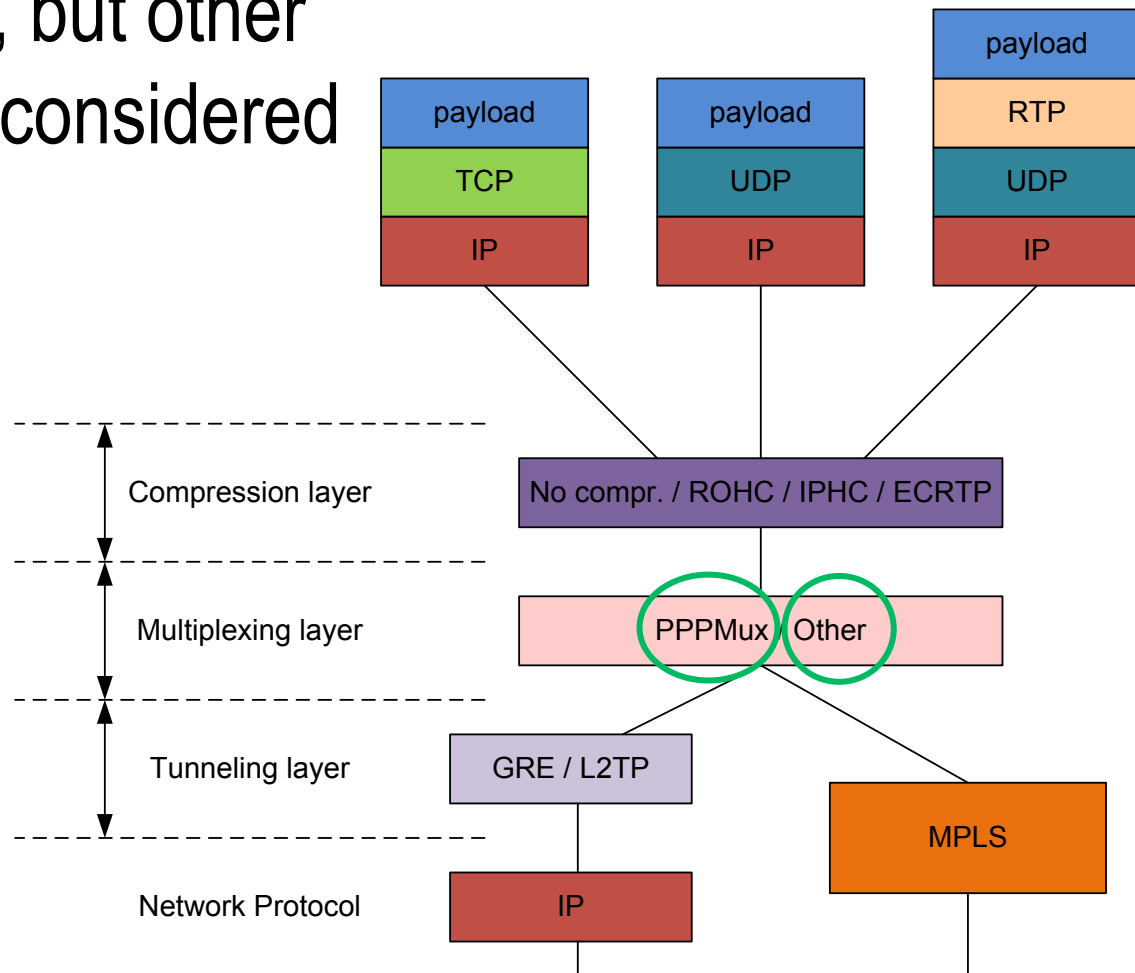 , but other
considered
payload
TCP
IP
payload
UDP
IP
payload
RTP
UDP
IP
Compression layer
No compr. / ROHC / IPHC / ECRTP
Multiplexing layer
PPPMux / Other
Tunneling layer
GRE / L2TP
MPLS
Network Protocol
IP